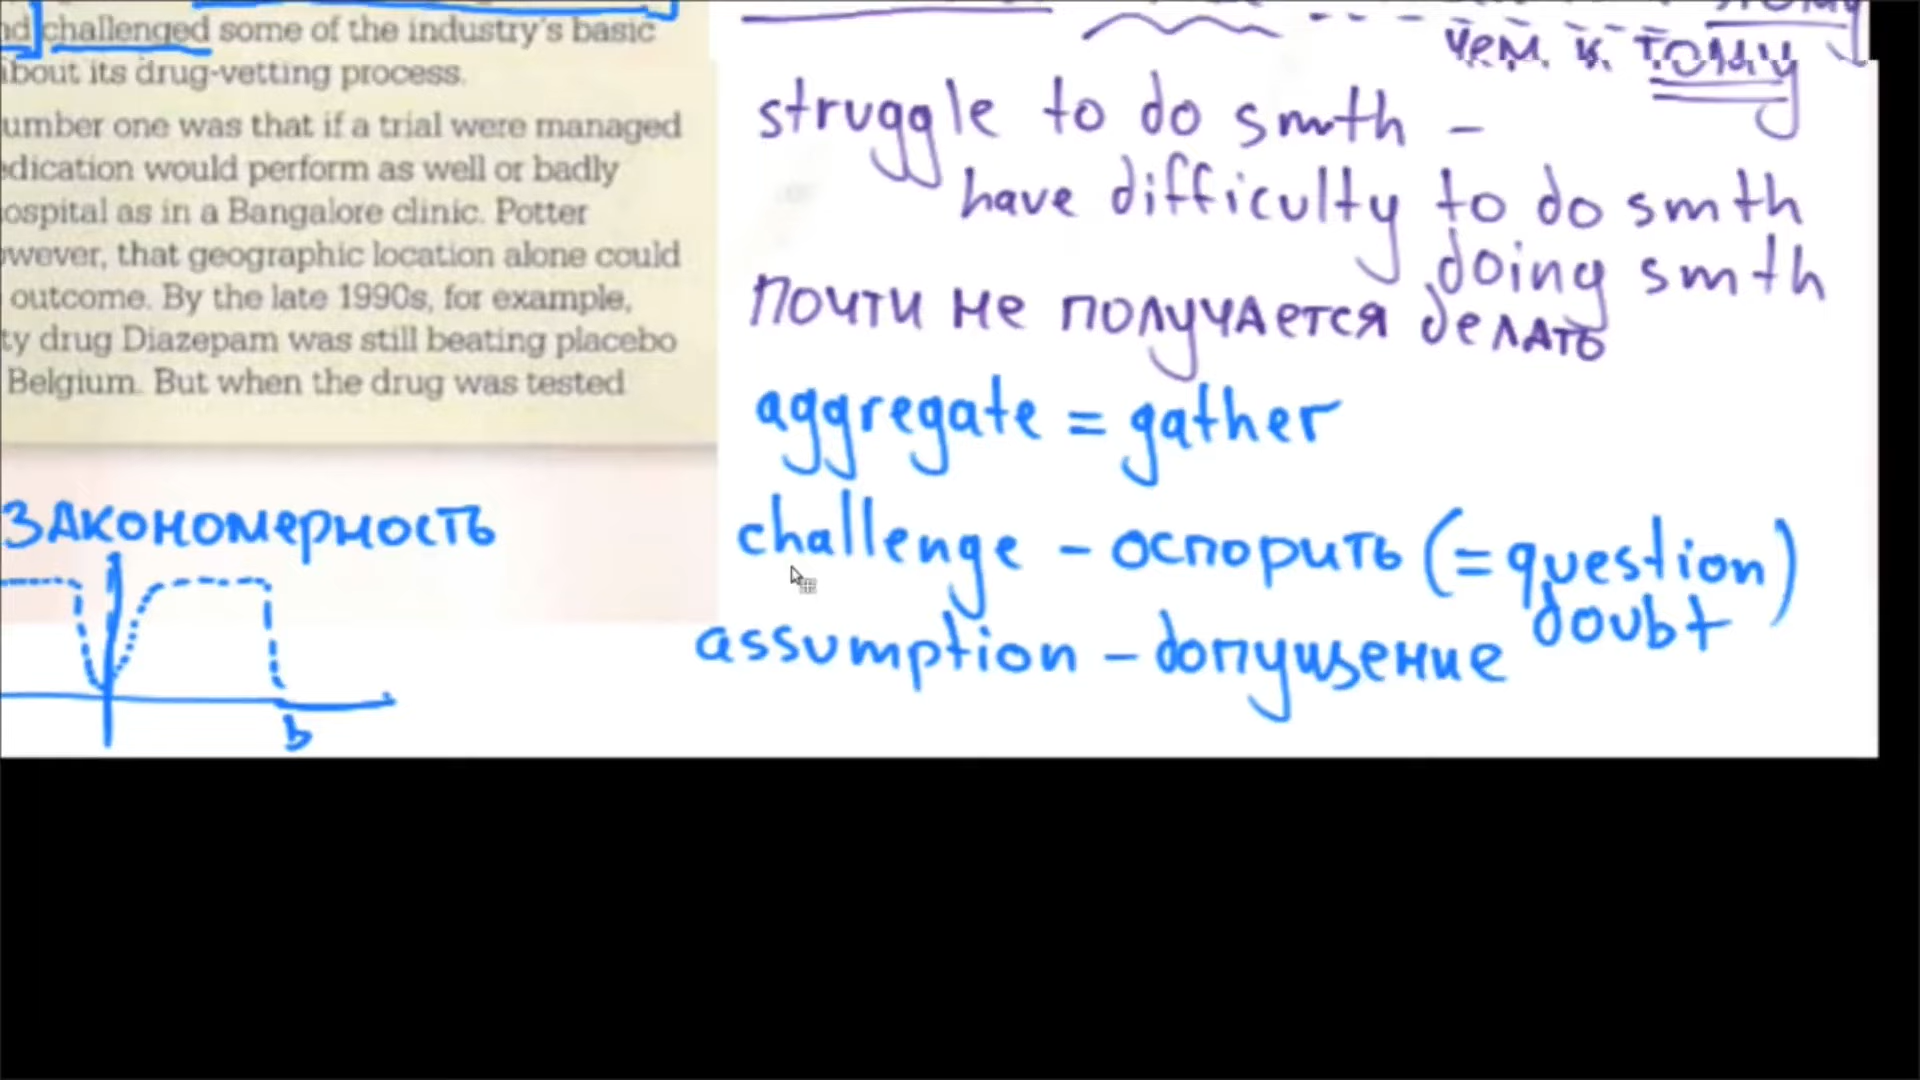 challenged some of the industry's basic
about its drug-vetting process.
umber one was that if a trial were managed
edication would perform as well or badly
ospital as in a Bangalore clinic. Potter
owever, that geographic location alone could
outcome. By the late 1990s, for example,
ty drug Diazepam was still beating placebo
Belgium. But when the drug was tested
закономерность
b
тому
чем к тому
struggle to do smth -
have difficulty to do smth
doing smth
почти не получается делать
aggregate = gather
challenge - оспорить (= question)
doubt
assumption - допущение